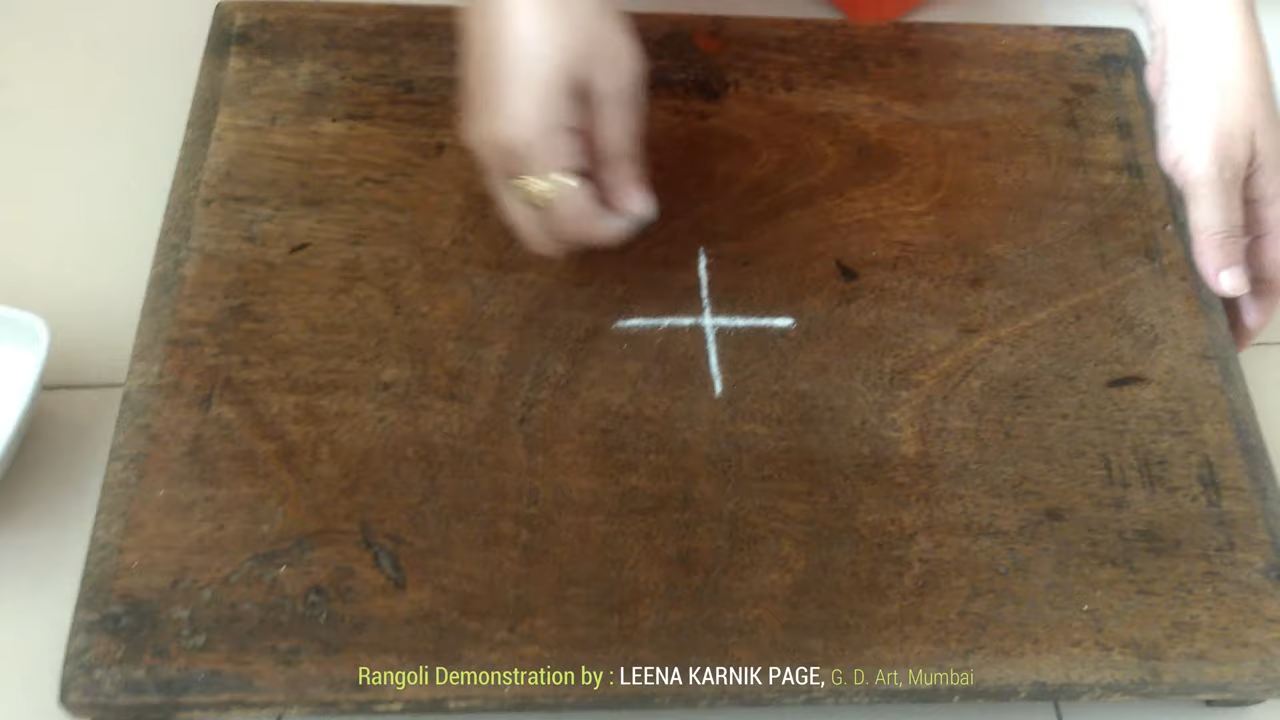 Rangoli Demonstration by : LEENA KARNIK PAGE, G. D. Art, Mumbai